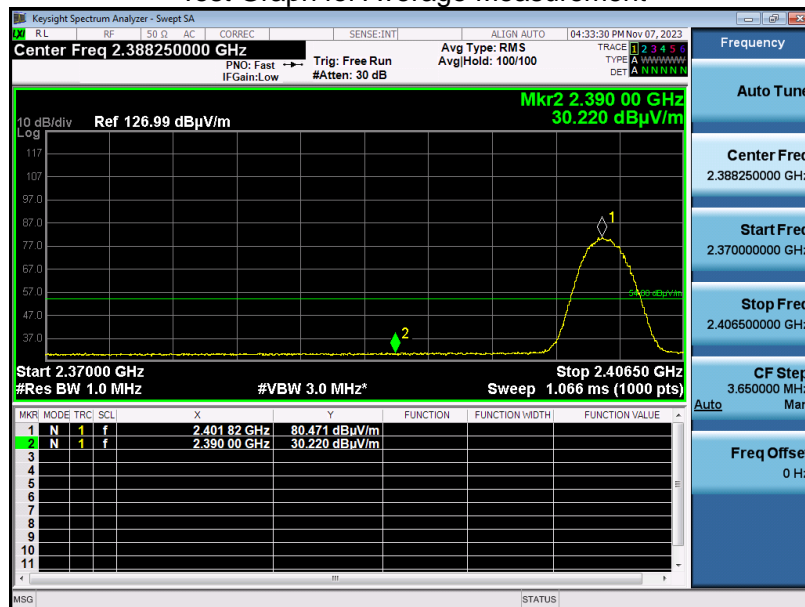 Test Graph for Average Measurement
Keysight Spectrum Analyzer - Swept SA
LXI RL RF 50 Ω AC CORREC SENSE:INT ALIGN AUTO 04:33:30 PM Nov 07, 2023
Center Freq 2.388250000 GHz
PNO: Fast
IFGain:Low
Trig: Free Run
#Atten: 30 dB
Avg Type: RMS
Avg|Hold: 100/100
TRACE 1 2 3 4 5 6
TYPE A WWWWW
DET A N N N N N
Mkr2 2.390 00 GHz
30.220 dBµV/m
10 dB/div Ref 126.99 dBµV/m
Log
117
107
97.0
87.0
77.0
67.0
57.0
47.0
37.0
1
2
54.00 dBµV/m
Start 2.37000 GHz Stop 2.40650 GHz
#Res BW 1.0 MHz #VBW 3.0 MHz* Sweep 1.066 ms (1000 pts)
MKR MODE TRC SCL X Y FUNCTION FUNCTION WIDTH FUNCTION VALUE
1 N 1 f 2.401 82 GHz 80.471 dBµV/m
2 N 1 f 2.390 00 GHz 30.220 dBµV/m
3
4
5
6
7
8
9
10
11
MSG STATUS
Frequency
Auto Tune
Center Freq
2.388250000 GHz
Start Freq
2.370000000 GHz
Stop Freq
2.406500000 GHz
CF Step
3.650000 MHz
Auto Man
Freq Offset
0 Hz